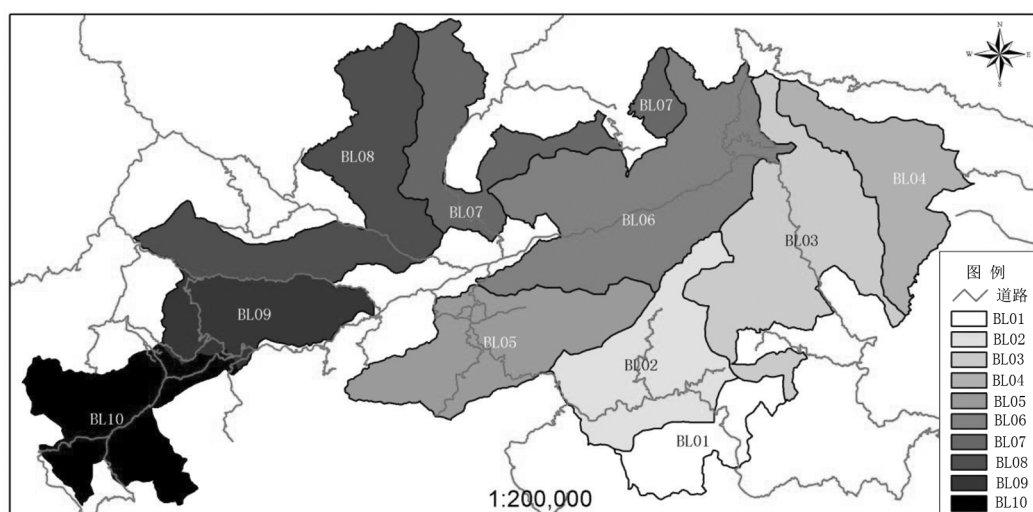 N
W
E
S
BL07
BL08
BL04
BL07
BL06
BL03
BL09
BL05
BL02
BL10
BL01
1:200,000
图 例
道路
BL01
BL02
BL03
BL04
BL05
BL06
BL07
BL08
BL09
BL10